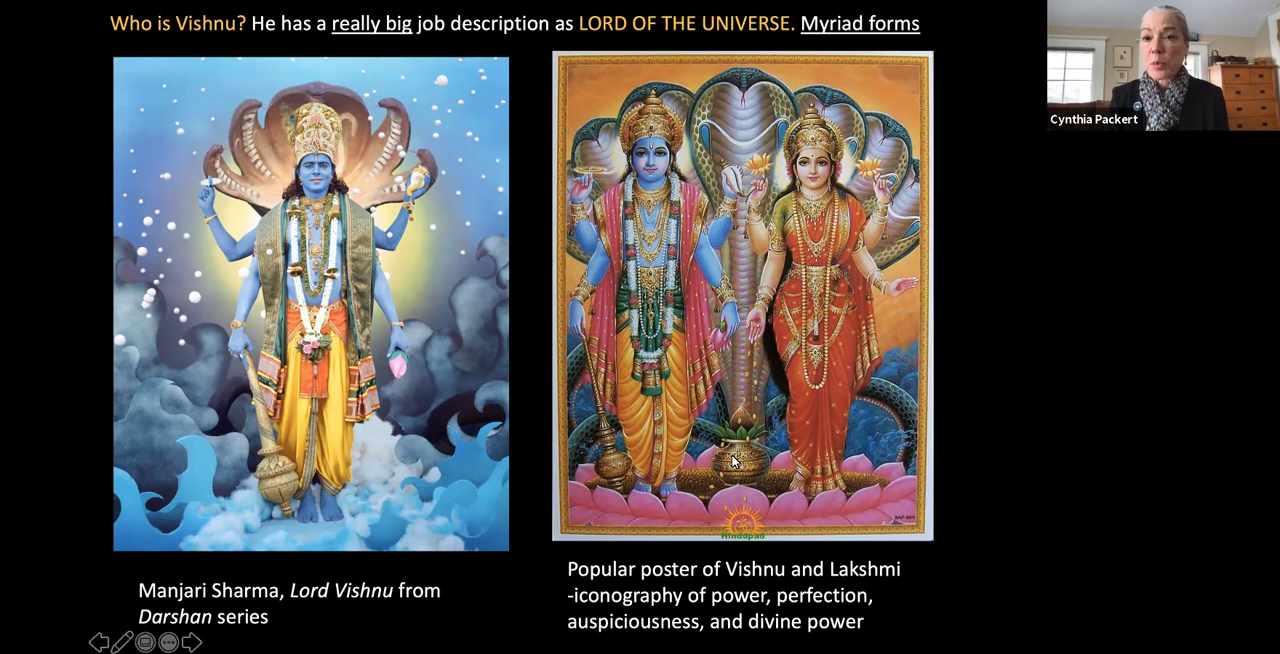 Who is Vishnu? He has a really big job description as LORD OF THE UNIVERSE. Myriad forms
Cynthia Packert
Hindupad
Manjari Sharma, Lord Vishnu from
Darshan series
Popular poster of Vishnu and Lakshmi
-iconography of power, perfection,
auspiciousness, and divine power